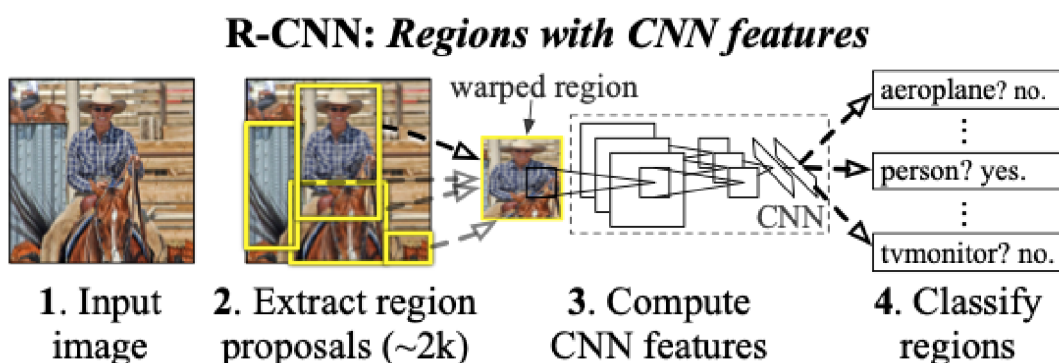 R-CNN: Regions with CNN features
warped region
aeroplane? no.
person? yes.
tvmonitor? no.
CNN
1. Input
image
2. Extract region
proposals (~2k)
3. Compute
CNN features
4. Classify
regions